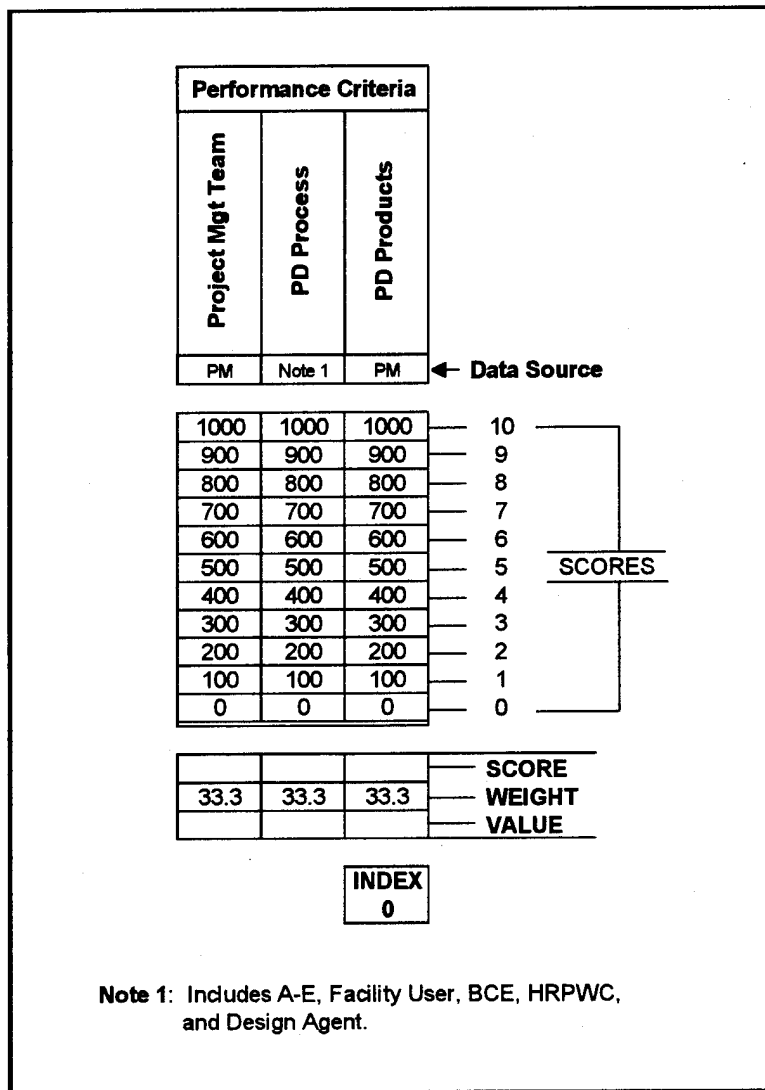 Performance Criteria
Project Mgt Team
PD Process
PD Products
PM Note 1 PM Data Source
1000 1000 1000 10
900 900 900 9
800 800 800 8
700 700 700 7
600 600 600 6
500 500 500 5 SCORES
400 400 400 4
300 300 300 3
200 200 200 2
100 100 100 1
0 0 0 0
SCORE
33.3 33.3 33.3 WEIGHT
VALUE
INDEX
0
Note 1: Includes A-E, Facility User, BCE, HRPWC,
and Design Agent.